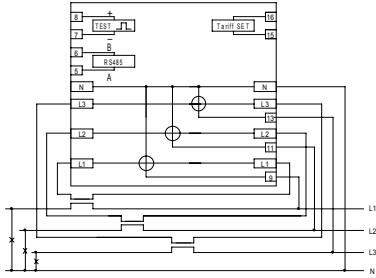 8 + 16
TEST Tariff SET
7 − 15
6 B
RS485
5 A
N N
L3 L3
13
L2 L2
11
L1 L1
9
L1
L2
L3
N